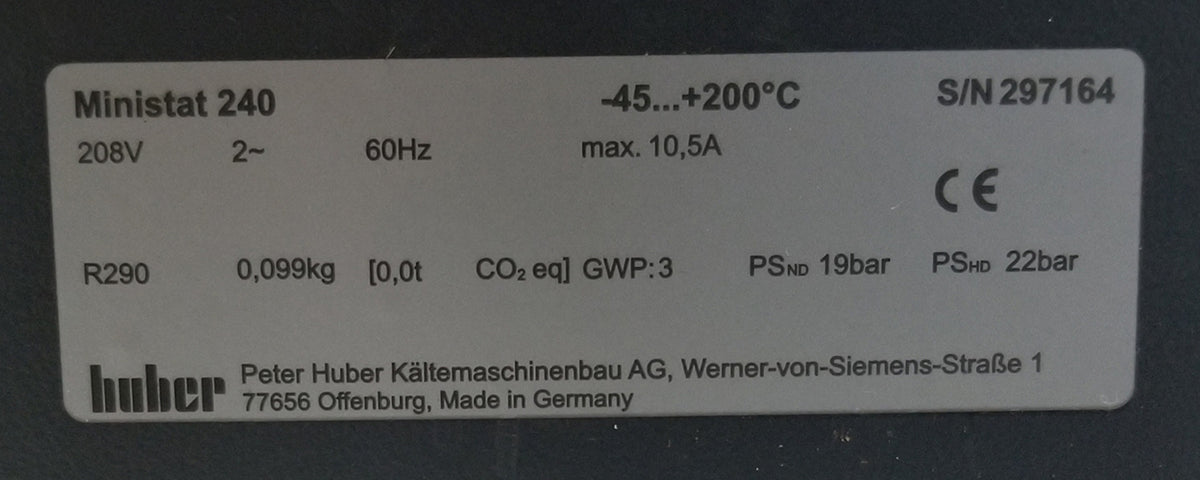 Ministat 240 -45...+200°C S/N 297164
208V 2~ 60Hz max. 10,5A
CE
R290 0,099kg [0,0t CO₂ eq] GWP:3 PSND 19bar PSHD 22bar
huber Peter Huber Kältemaschinenbau AG, Werner-von-Siemens-Straße 1
77656 Offenburg, Made in Germany